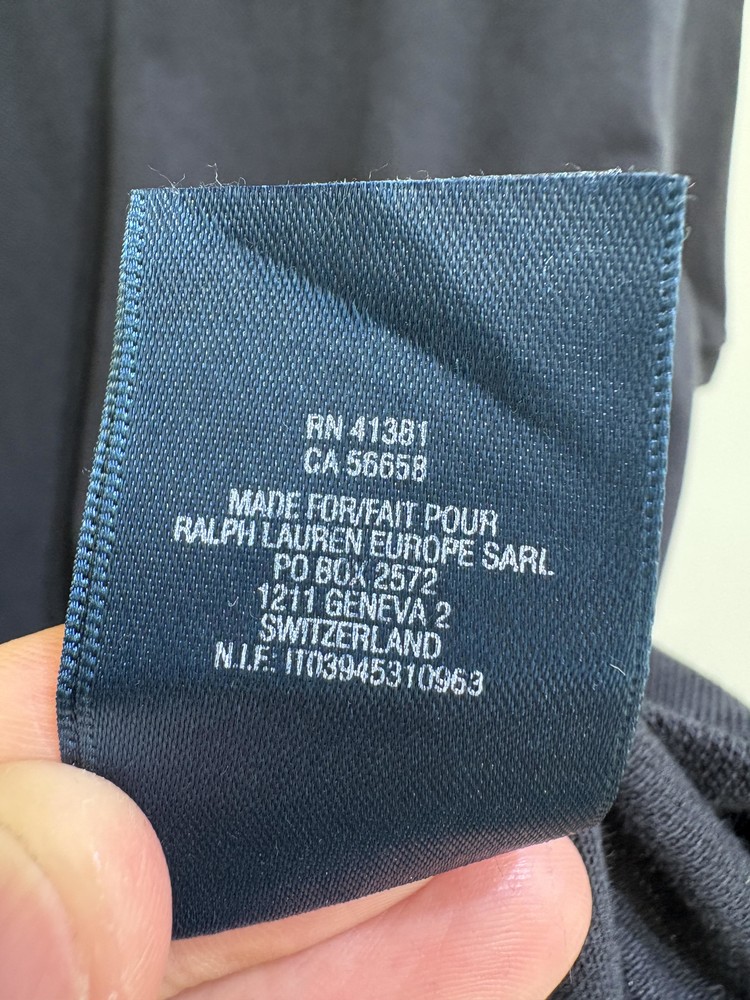 RN 41381
CA 56658
MADE FOR/FAIT POUR
RALPH LAUREN EUROPE SARL
PO BOX 2572
1211 GENEVA 2
SWITZERLAND
N.I.F. IT03945310963